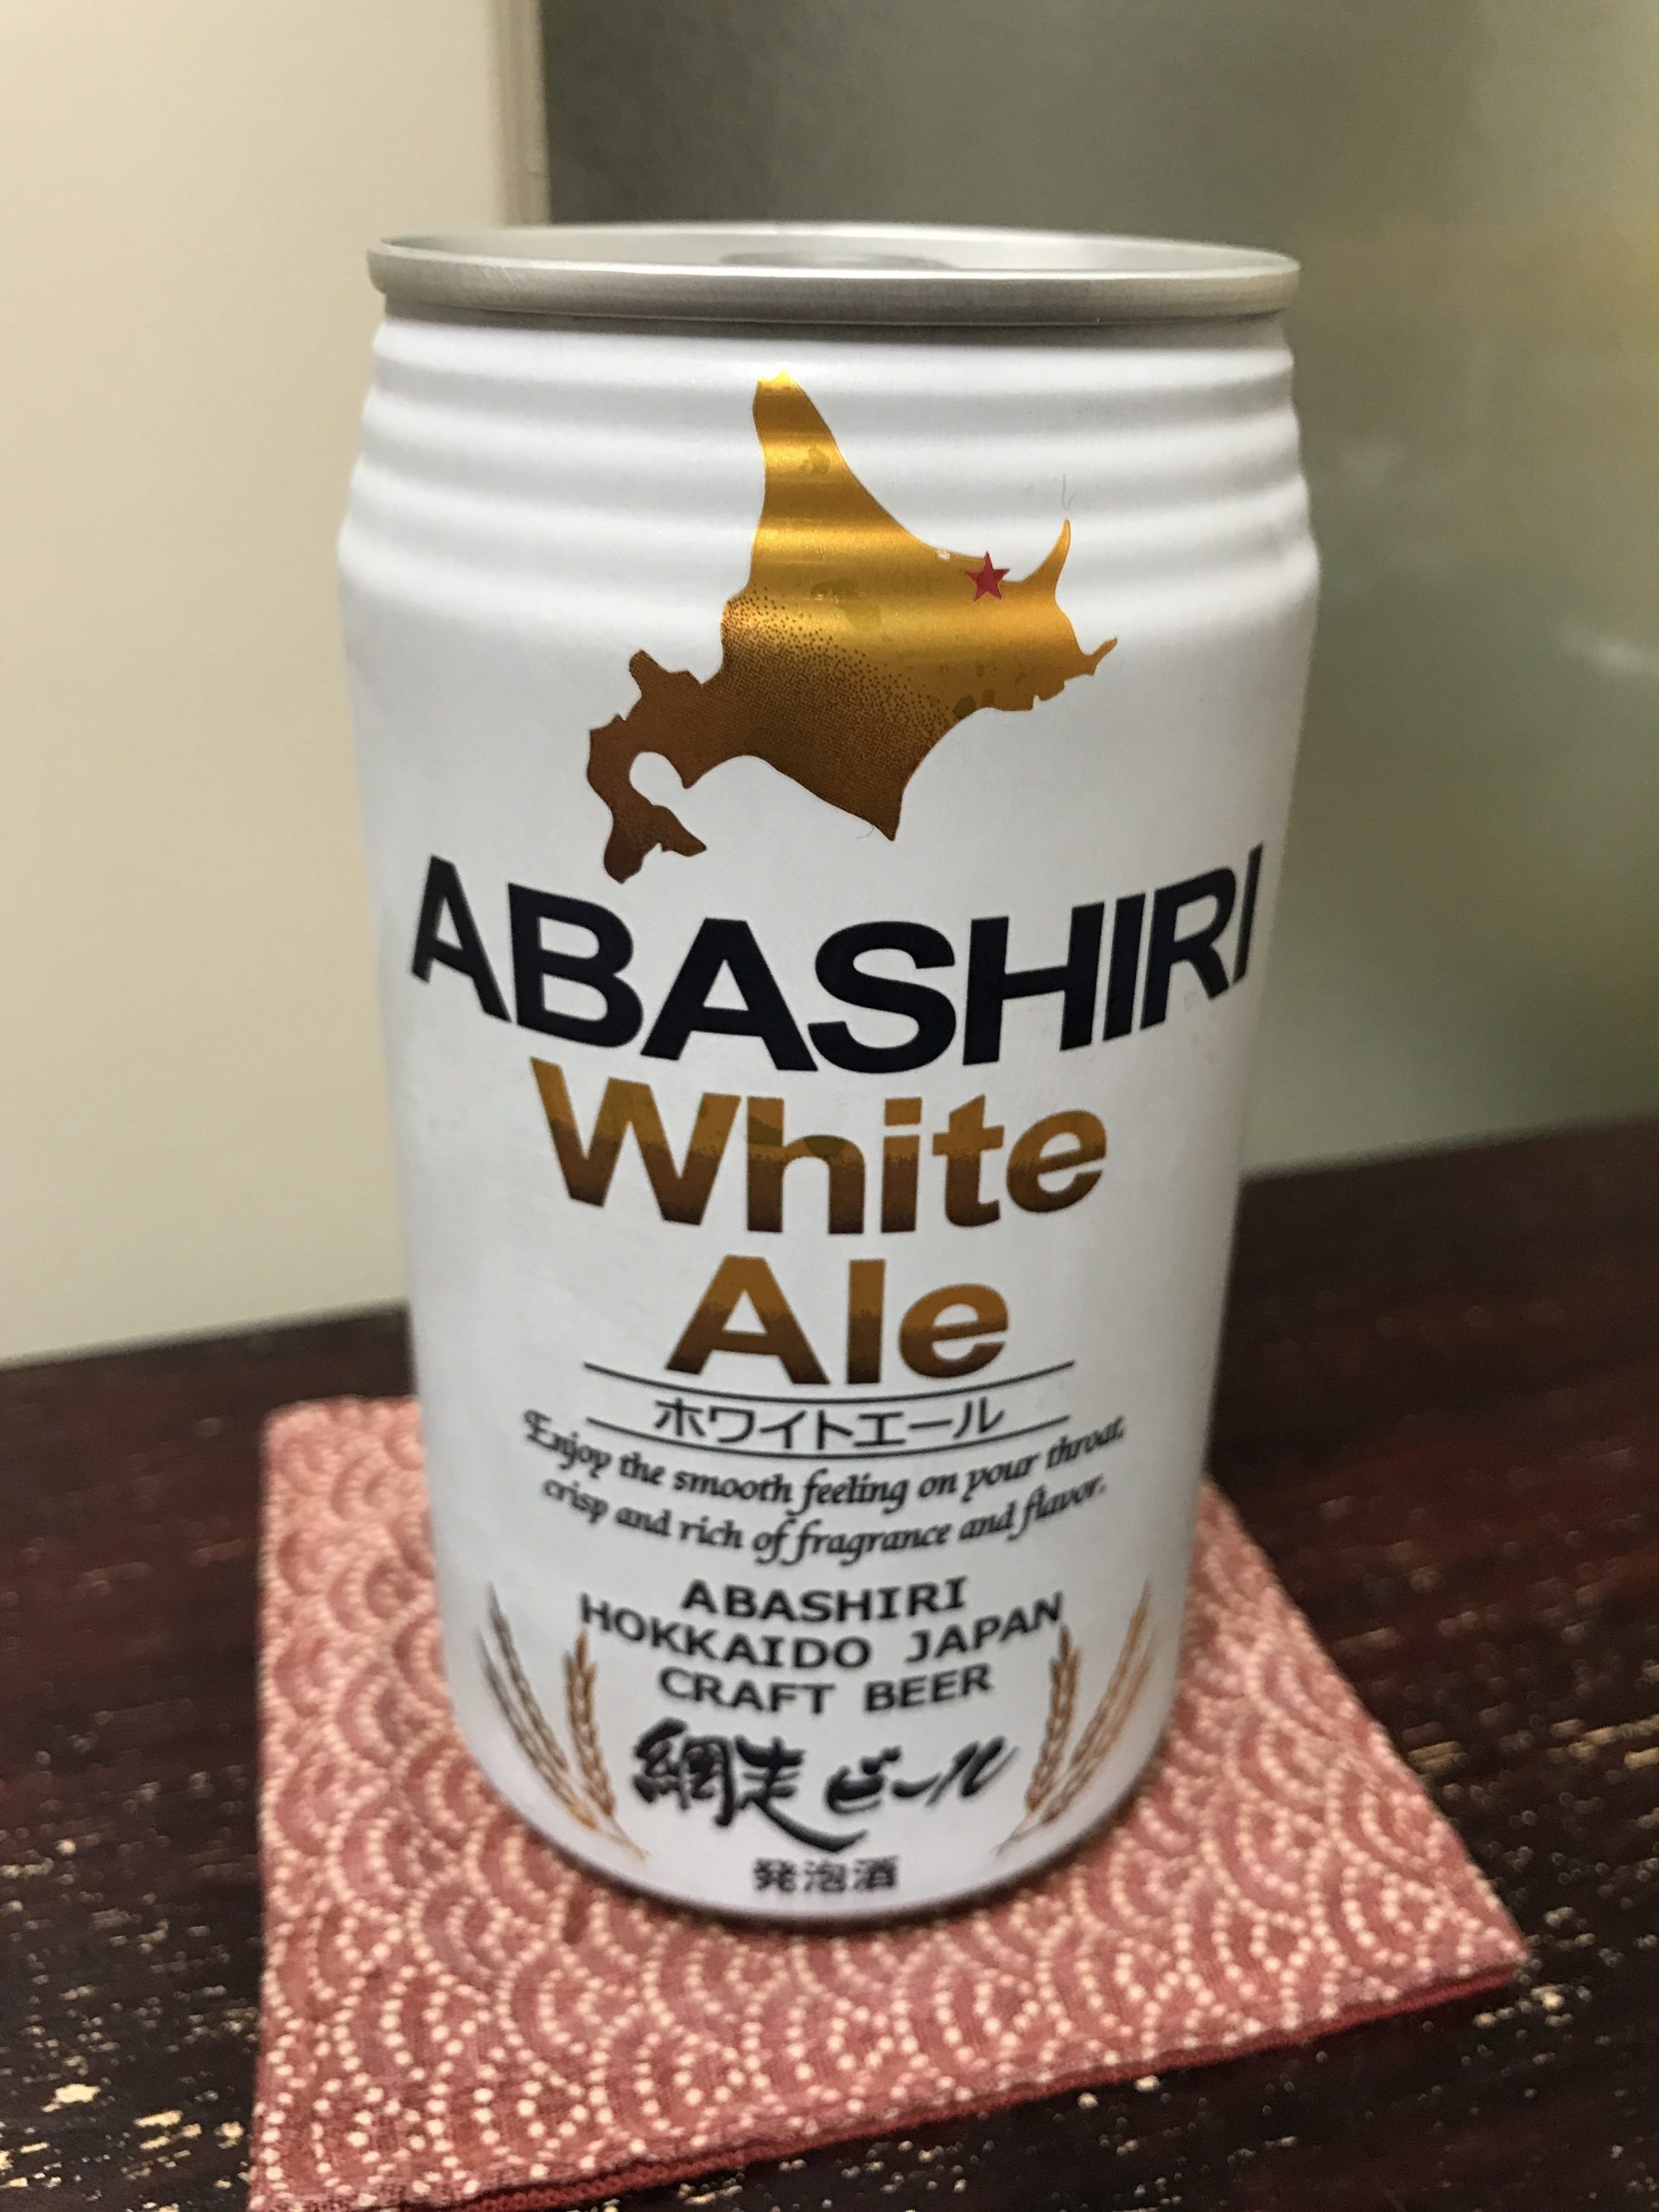 ABASHIRI
White
Ale
ホワイトエール
Enjoy the smooth feeling on your throat.
crisp and rich of fragrance and flavor.
ABASHIRI
HOKKAIDO JAPAN
CRAFT BEER
網走ビール
発泡酒